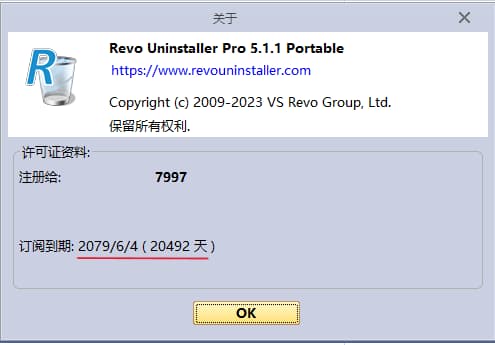 关于
Revo Uninstaller Pro 5.1.1 Portable
https://www.revouninstaller.com
Copyright (c) 2009-2023 VS Revo Group, Ltd.
保留所有权利.
许可证资料:
注册给: 7997
订阅到期: 2079/6/4 ( 20492 天 )
OK